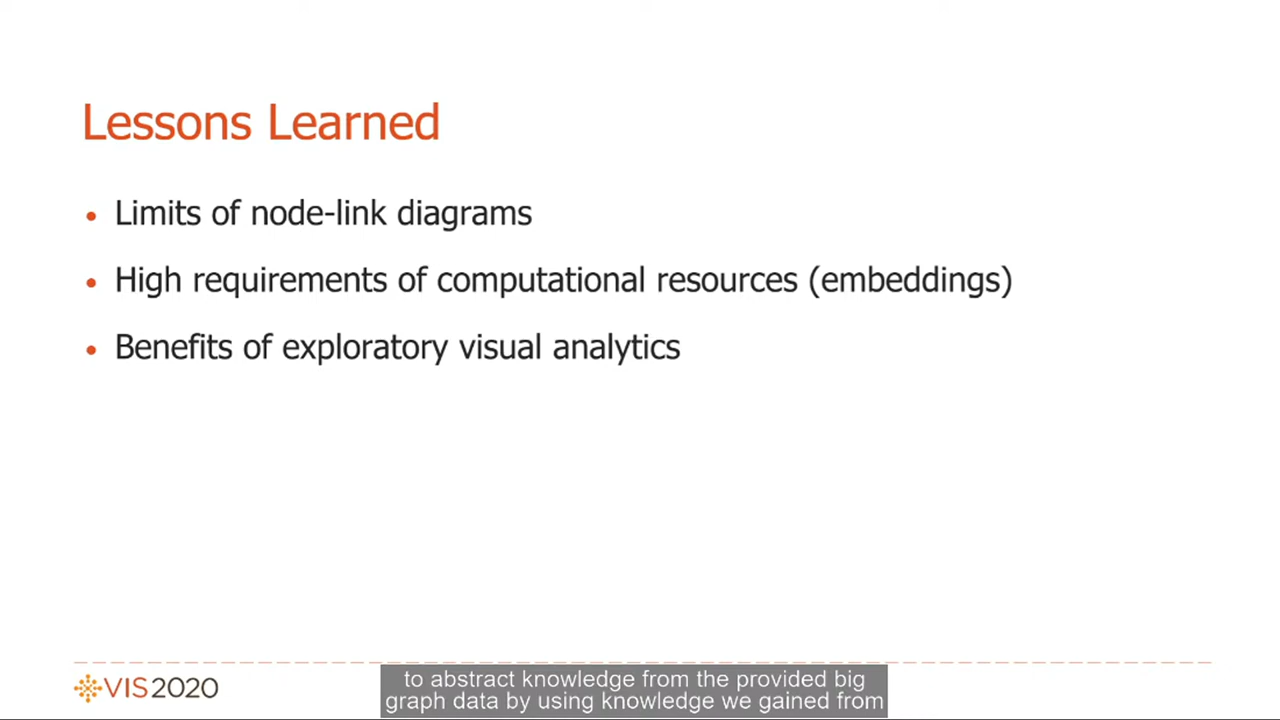 Lessons Learned
• Limits of node-link diagrams
• High requirements of computational resources (embeddings)
• Benefits of exploratory visual analytics
VIS2020
to abstract knowledge from the provided big
graph data by using knowledge we gained from